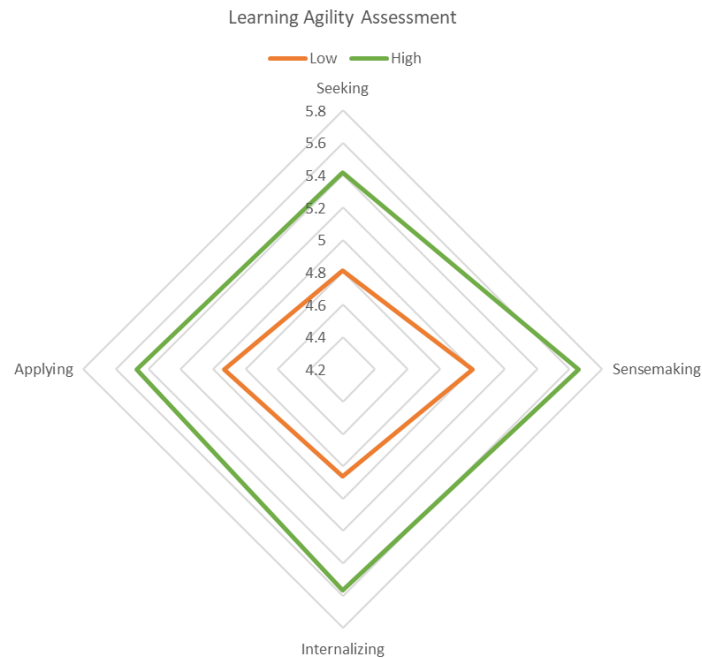 Learning Agility Assessment
Low High
Seeking
5.8
5.6
5.4
5.2
5
4.8
4.6
4.4
Applying 4.2 Sensemaking
Internalizing